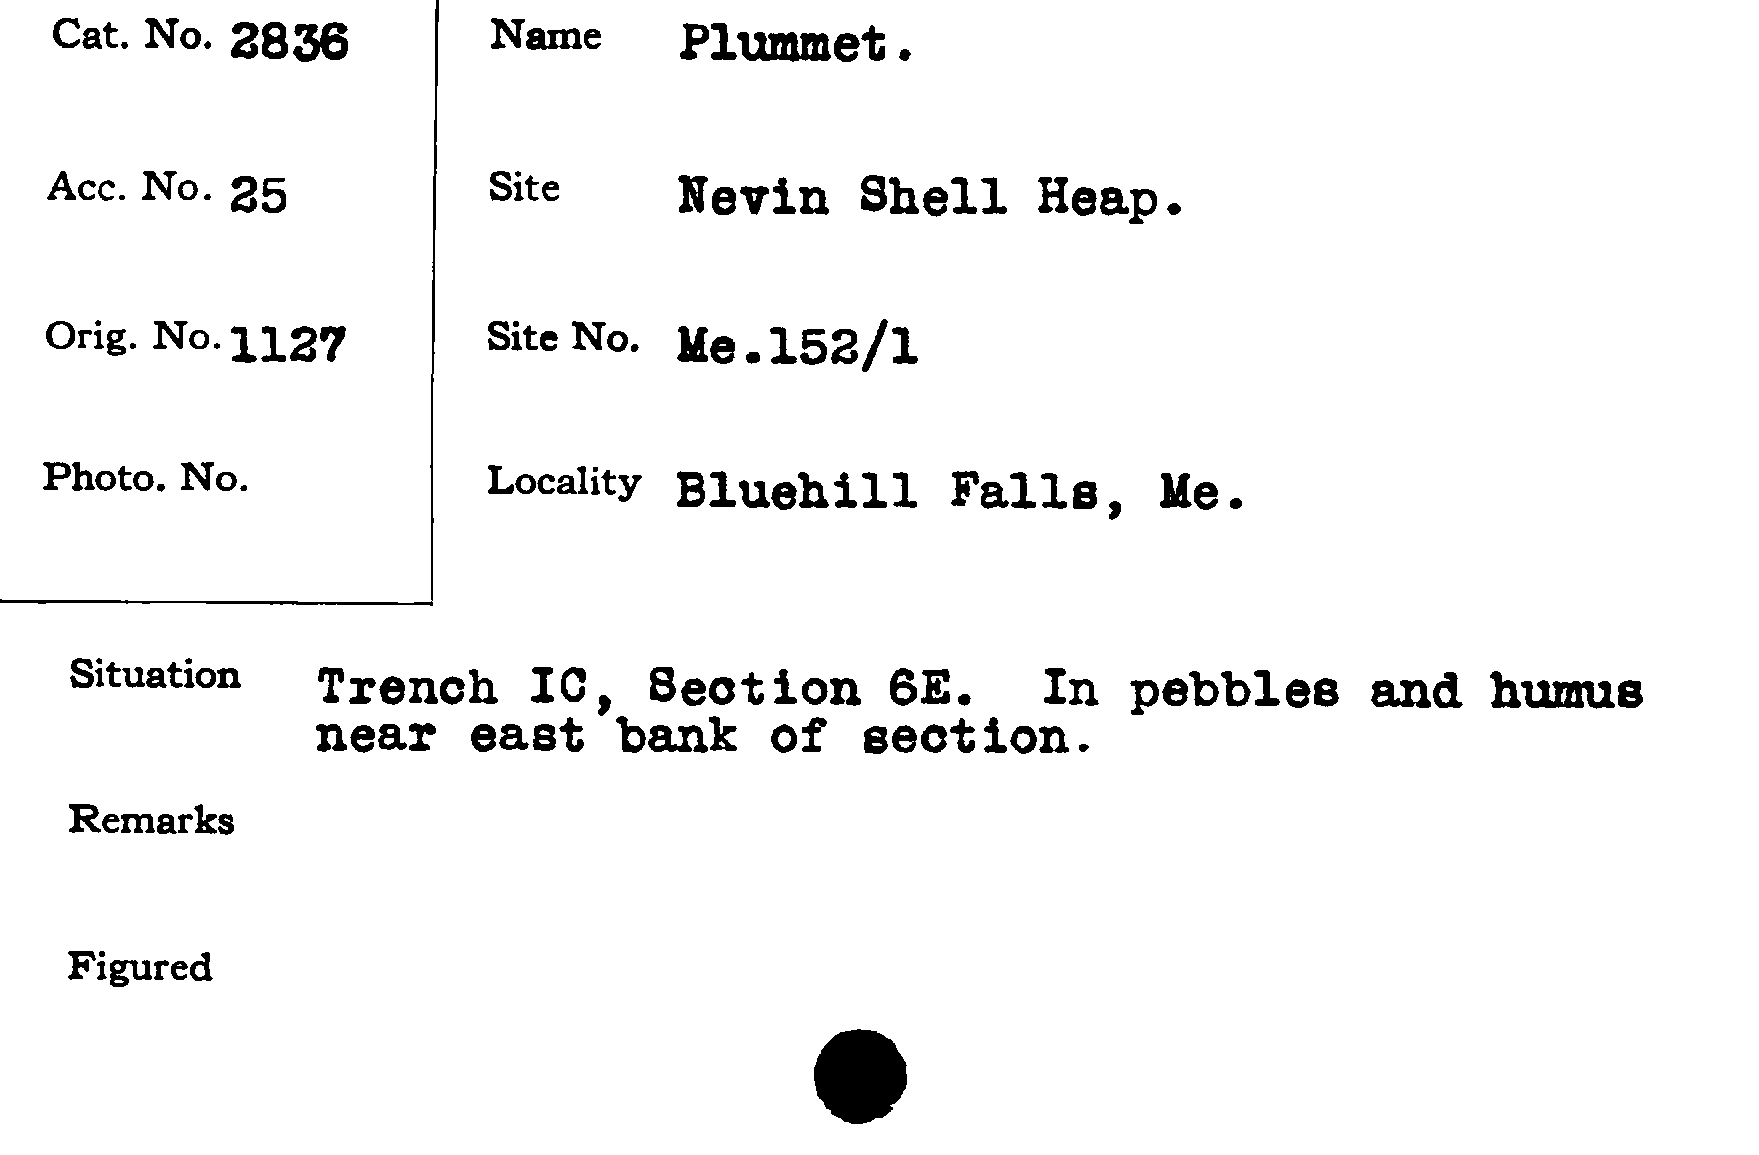 Cat. No. 2836
Acc. No. 25
Orig. No. 1127
Photo. No.
Name Plummet.
Site Nevin Shell Heap.
Site No. Me.152/1
Locality Bluehill Falls, Me.
Situation Trench IC, Section 6E. In pebbles and humus
near east bank of section.
Remarks
Figured